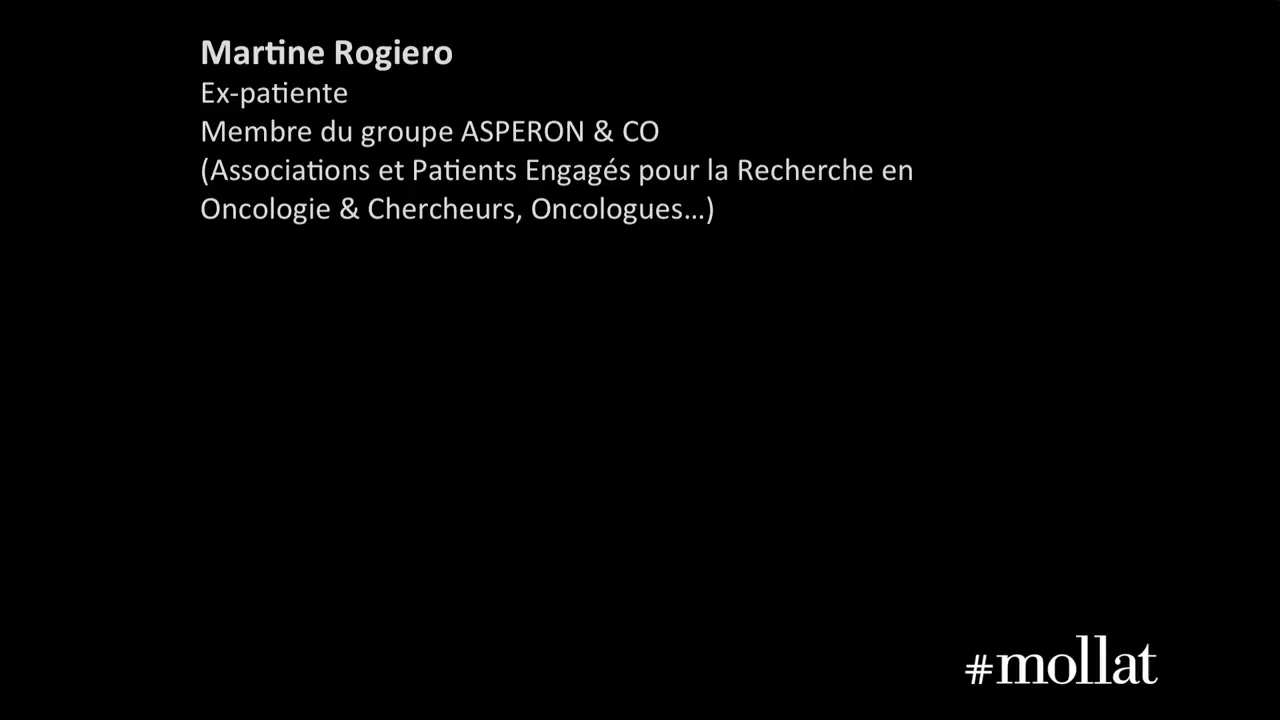 Martine Rogiero
Ex-patiente
Membre du groupe ASPERON & CO
(Associations et Patients Engagés pour la Recherche en
Oncologie & Chercheurs, Oncologues...)
#mollat